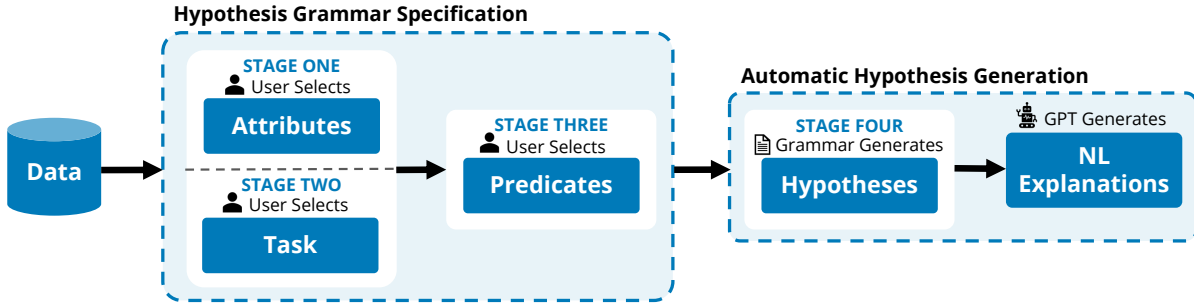 Hypothesis Grammar Specification
Data
STAGE ONE
User Selects
Attributes
STAGE TWO
User Selects
Task
STAGE THREE
User Selects
Predicates
Automatic Hypothesis Generation
STAGE FOUR
Grammar Generates
Hypotheses
GPT Generates
NL
Explanations